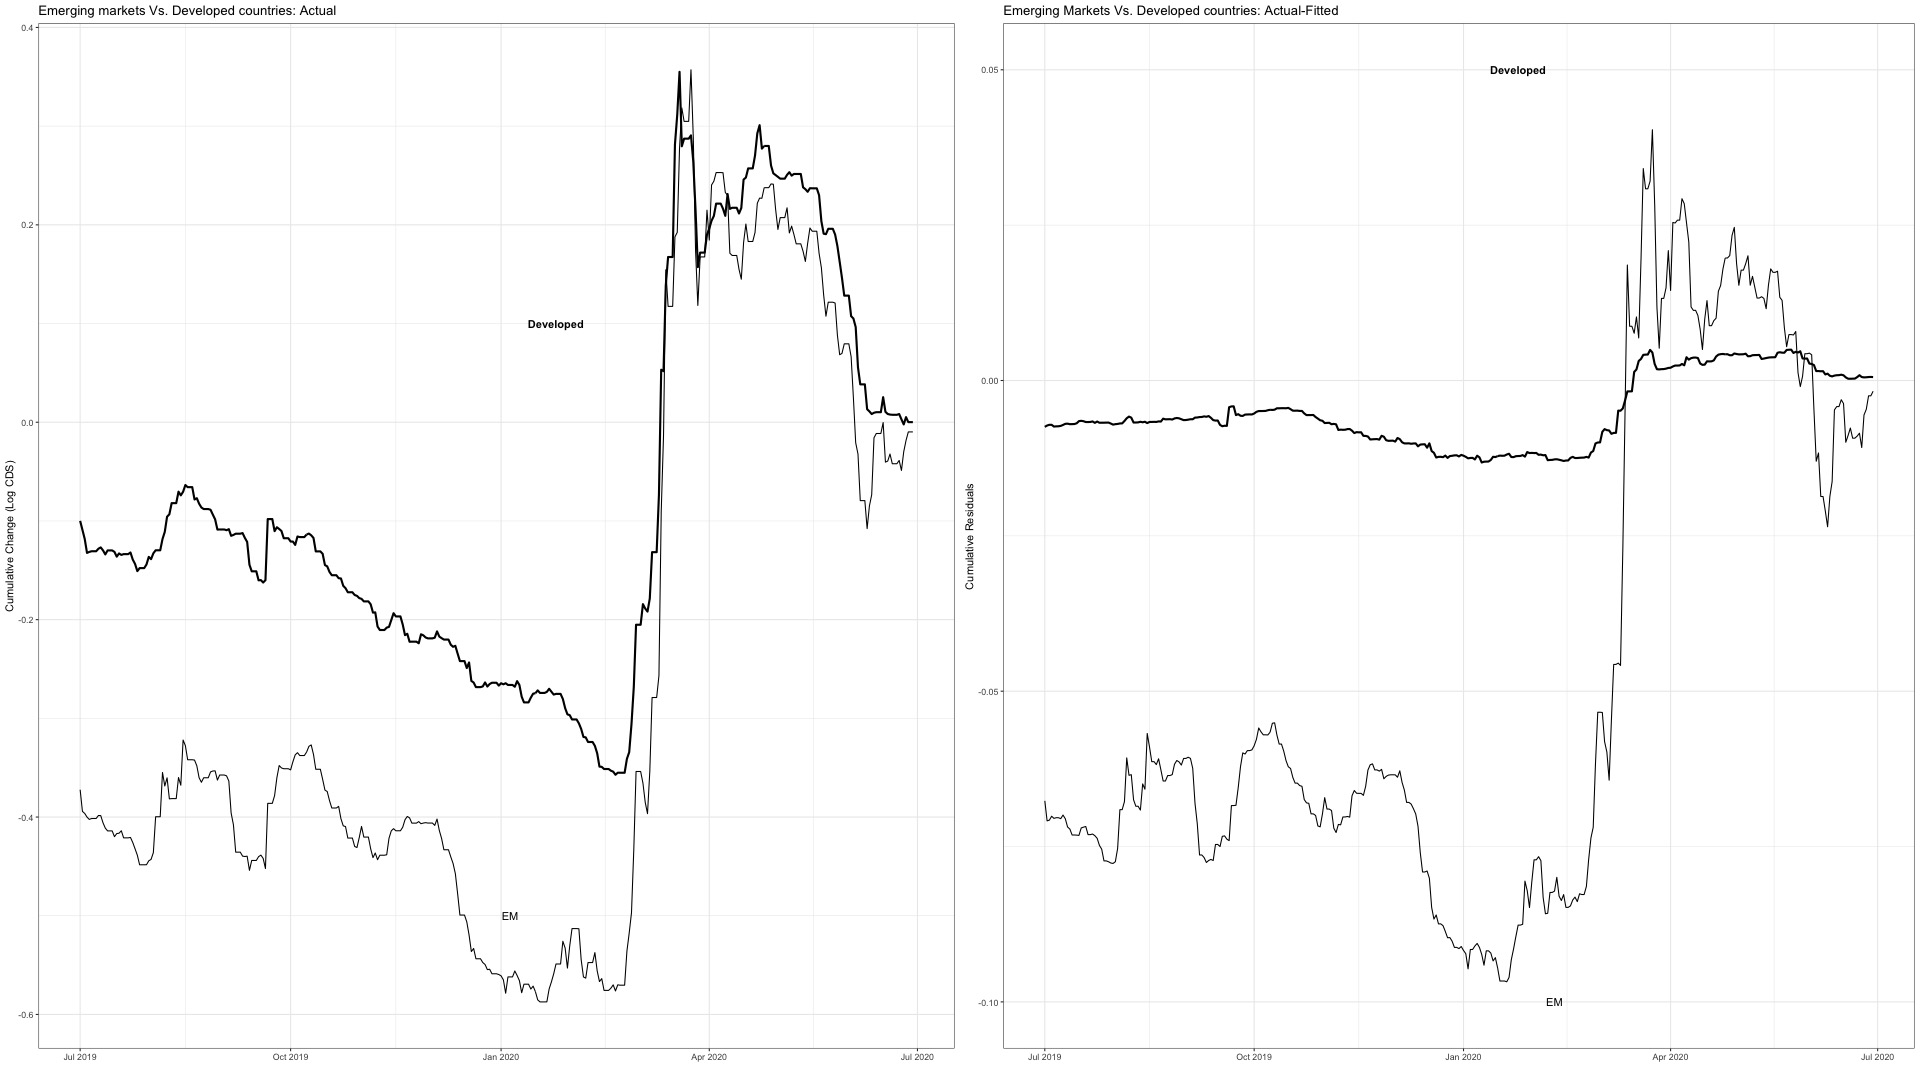 Emerging markets Vs. Developed countries: Actual
Cumulative Change (Log CDS)
0.4
0.2
0.0
-0.2
-0.4
-0.6
Developed
EM
Jul 2019
Oct 2019
Jan 2020
Apr 2020
Jul 2020
Emerging Markets Vs. Developed countries: Actual-Fitted
Cumulative Residuals
0.05
0.00
-0.05
-0.10
Developed
EM
Jul 2019
Oct 2019
Jan 2020
Apr 2020
Jul 2020